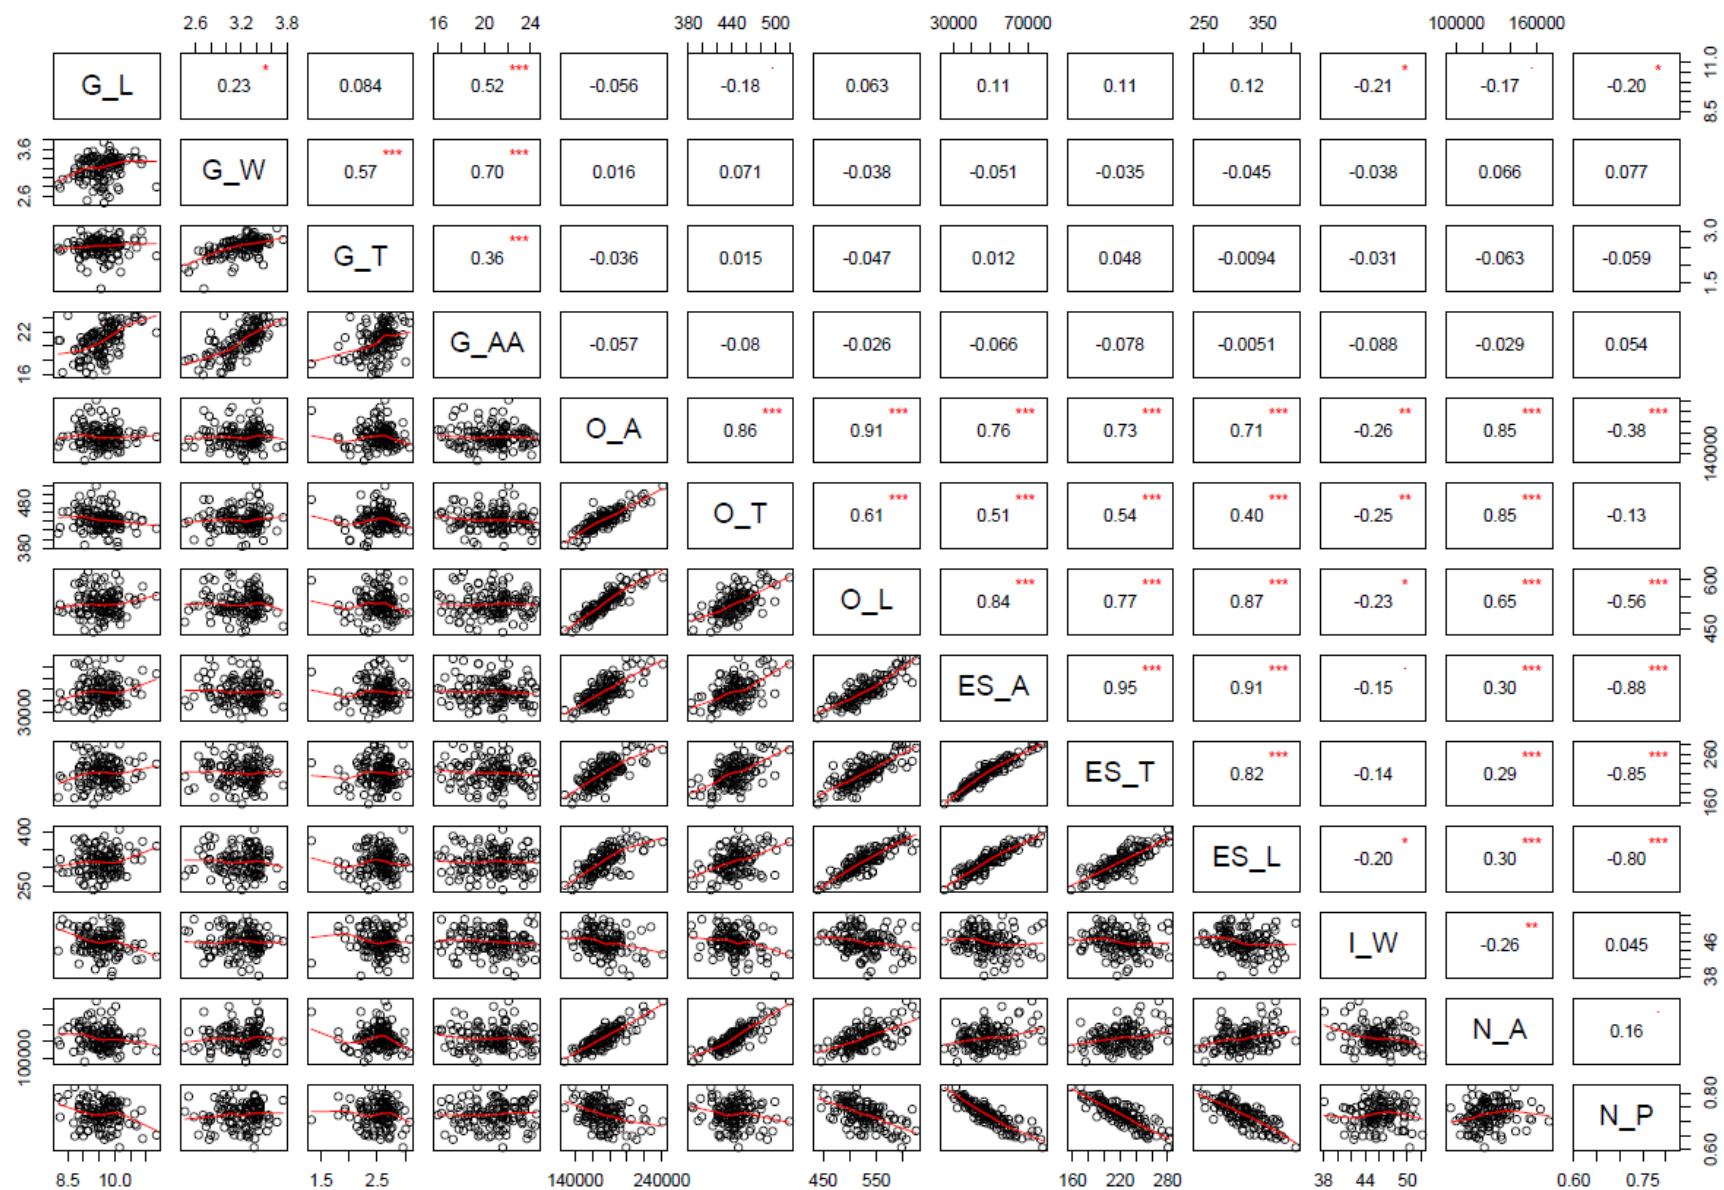 2.6 3.2 3.8 16 20 24 380 440 500 30000 70000 250 350 100000 160000
G_L 0.23 * 0.084 0.52 *** -0.056 -0.18 . 0.063 0.11 0.11 0.12 -0.21 * -0.17 . -0.20 * 8.5 11.0
2.6 3.6 G_W 0.57 *** 0.70 *** 0.016 0.071 -0.038 -0.051 -0.035 -0.045 -0.038 0.066 0.077
G_T 0.36 *** -0.036 0.015 -0.047 0.012 0.048 -0.0094 -0.031 -0.063 -0.059 1.5 3.0
16 22 G_AA -0.057 -0.08 -0.026 -0.066 -0.078 -0.0051 -0.088 -0.029 0.054
O_A 0.86 *** 0.91 *** 0.76 *** 0.73 *** 0.71 *** -0.26 ** 0.85 *** -0.38 *** 140000
380 480 O_T 0.61 *** 0.51 *** 0.54 *** 0.40 *** -0.25 ** 0.85 *** -0.13
O_L 0.84 *** 0.77 *** 0.87 *** -0.23 * 0.65 *** -0.56 *** 450 600
30000 ES_A 0.95 *** 0.91 *** -0.15 . 0.30 *** -0.88 ***
ES_T 0.82 *** -0.14 0.29 *** -0.85 *** 160 260
250 400 ES_L -0.20 * 0.30 *** -0.80 ***
I_W -0.26 ** 0.045 38 46
100000 N_A 0.16 .
N_P 0.60 0.80
8.5 10.0 1.5 2.5 140000 240000 450 550 160 220 280 38 44 50 0.60 0.75